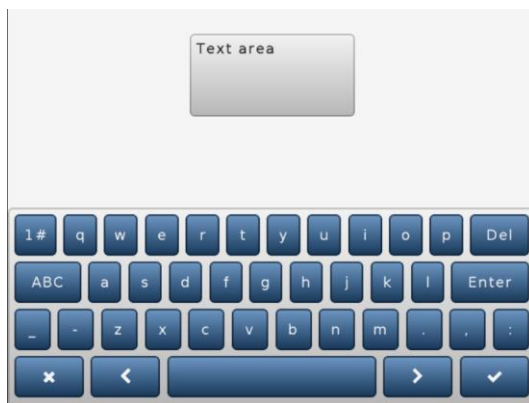 Text area
1# q w e r t y u i o p Del
ABC a s d f g h j k l Enter
_ - z x c v b n m . , :